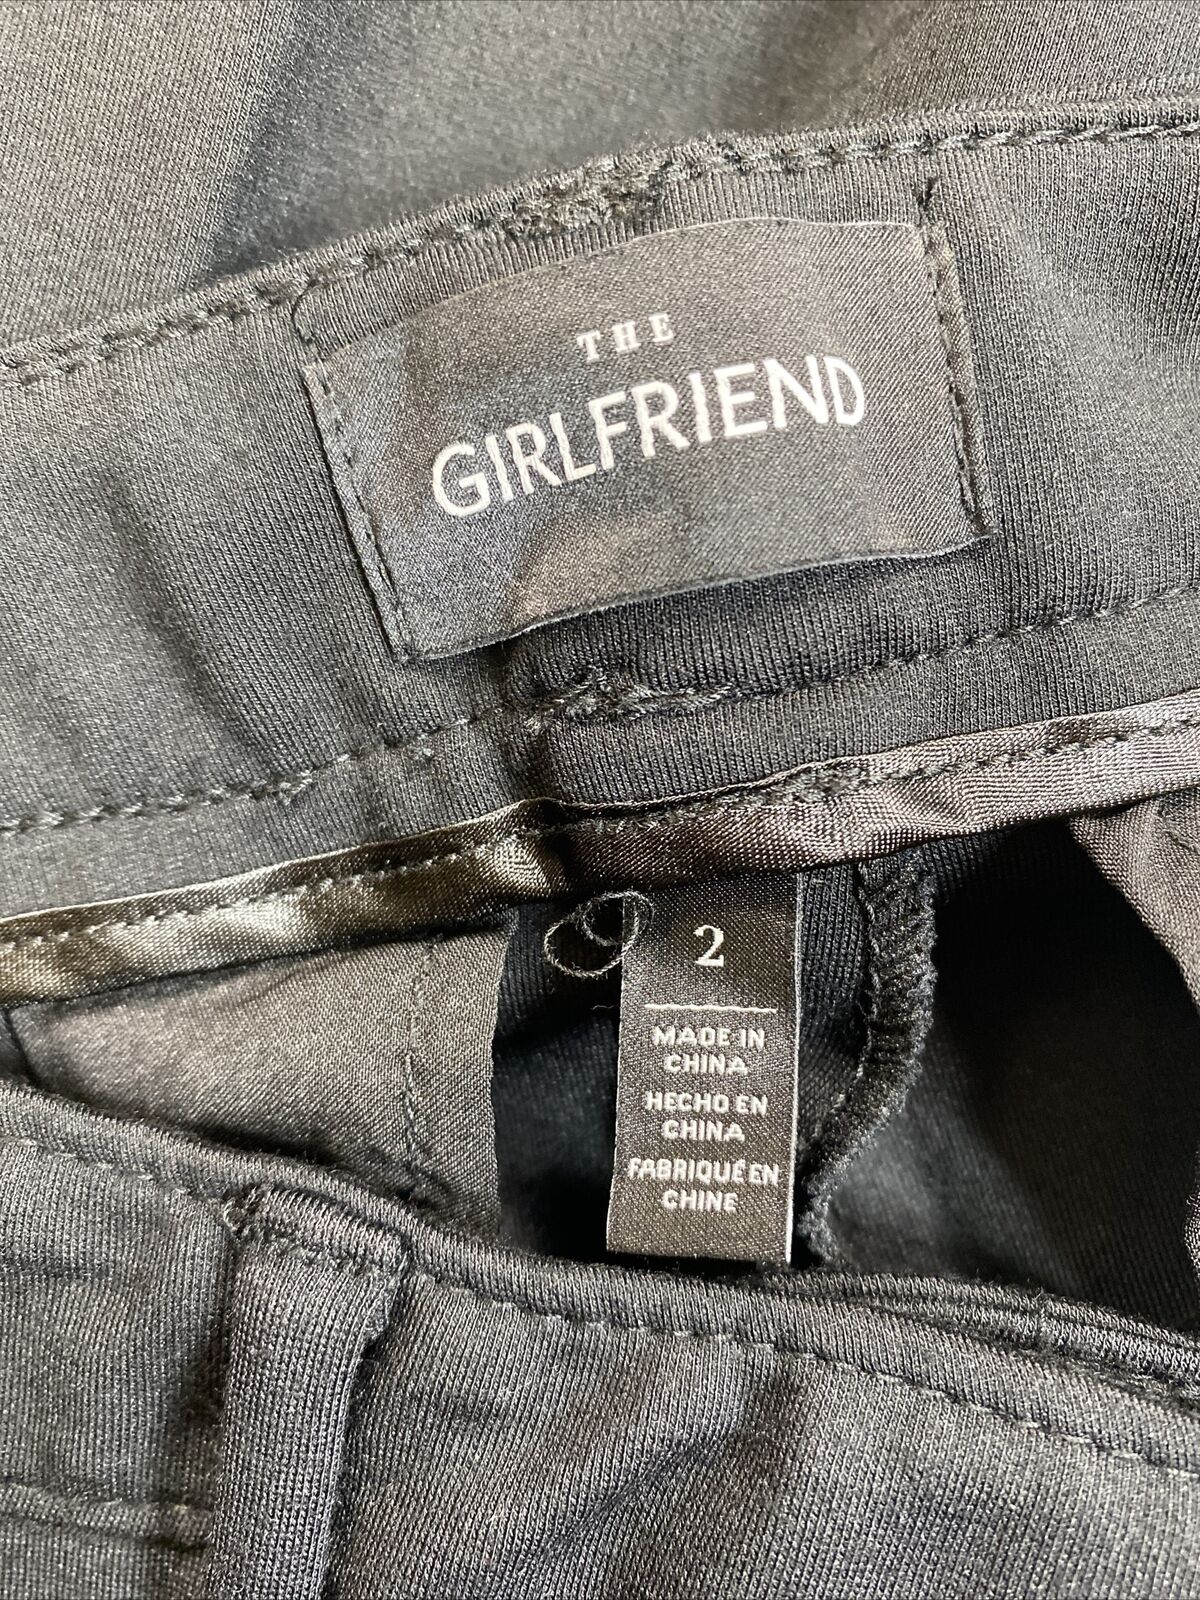 THE
GIRLFRIEND
2
MADE IN
CHINA
HECHO EN
CHINA
FABRIQUÉ EN
CHINE